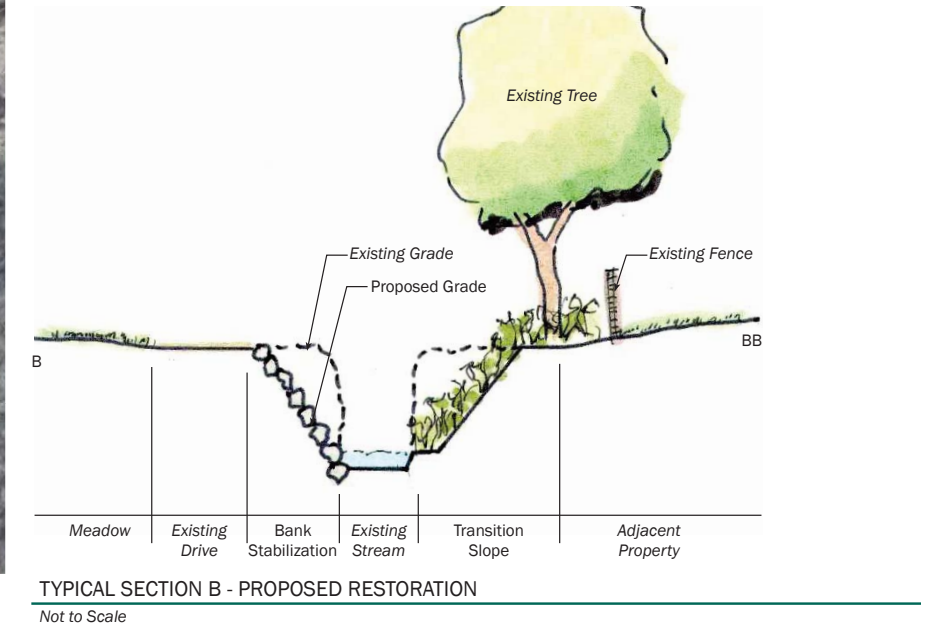 Existing Tree
Existing Grade
Existing Fence
Proposed Grade
B
BB
Meadow
Existing
Drive
Bank
Stabilization
Existing
Stream
Transition
Slope
Adjacent
Property
TYPICAL SECTION B - PROPOSED RESTORATION
Not to Scale